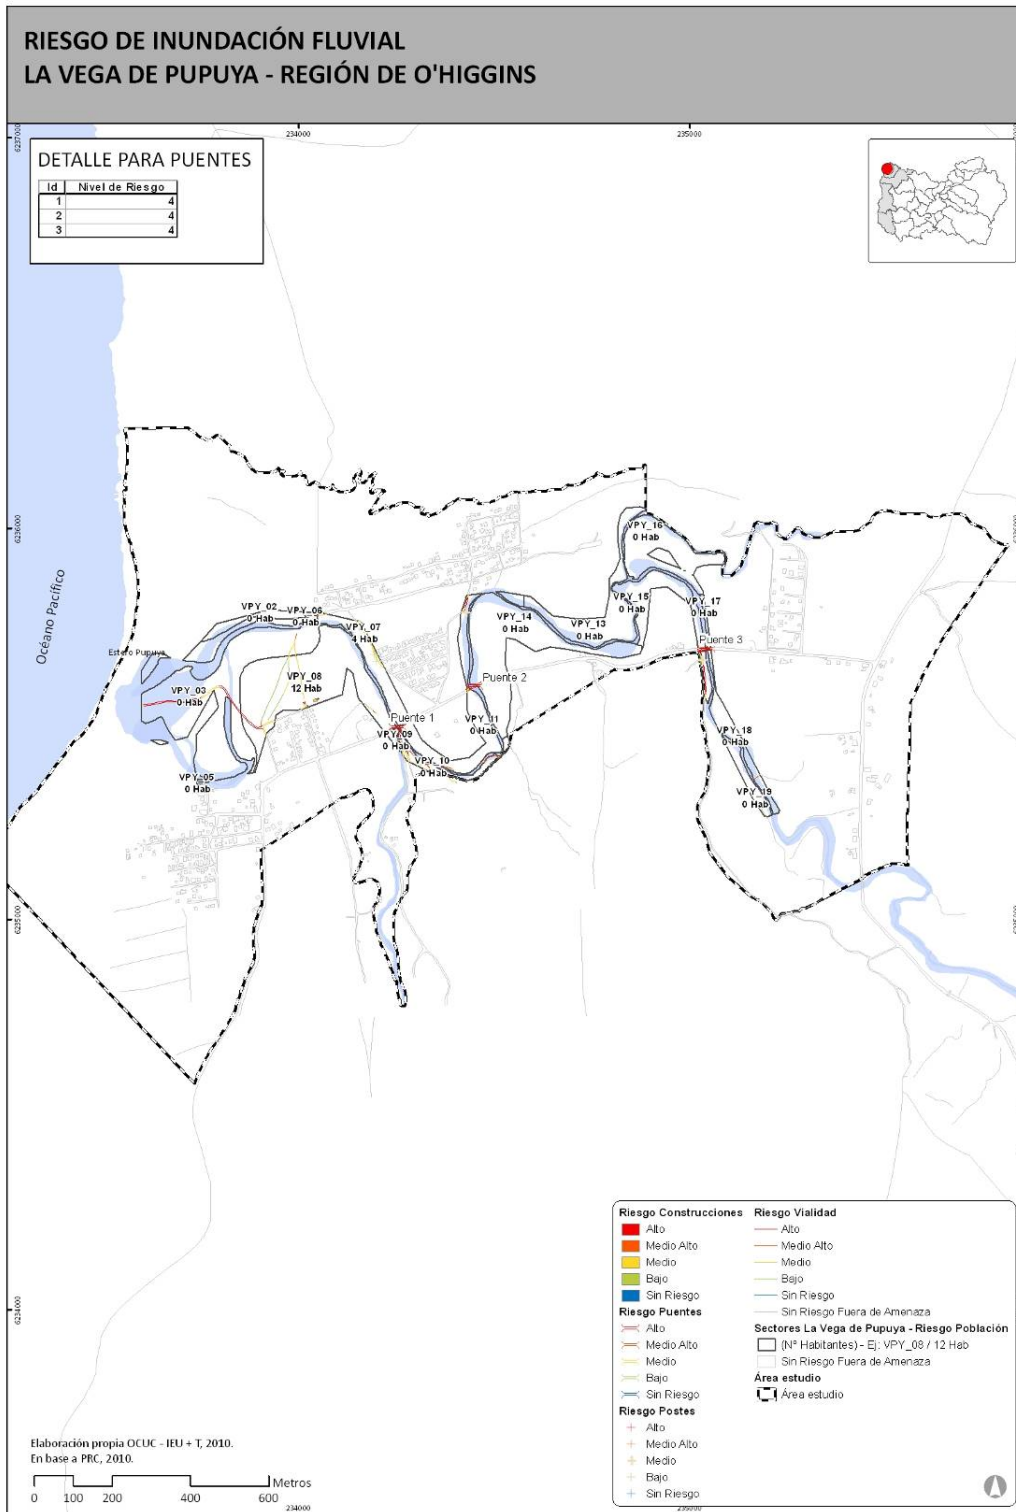 RIESGO DE INUNDACIÓN FLUVIAL
LA VEGA DE PUPUYA - REGIÓN DE O'HIGGINS
234000
235000
6237000
DETALLE PARA PUENTES
Id Nivel de Riesgo
1 4
2 4
3 4
6236000
Océano Pacífico
VPY_16
0 Hab
VPY_02
0 Hab
VPY_06
0 Hab
VPY_07
4 Hab
VPY_14
0 Hab
VPY_13
0 Hab
VPY_15
0 Hab
VPY_17
0 Hab
Estero Pupuya
VPY_03
0 Hab
VPY_08
12 Hab
Puente 3
Puente 2
Puente 1
VPY_09
0 Hab
VPY_11
0 Hab
VPY_10
0 Hab
VPY_18
0 Hab
VPY_05
0 Hab
VPY_19
0 Hab
6235000
6234000
Riesgo Construcciones
Alto
Medio Alto
Medio
Bajo
Sin Riesgo
Riesgo Puentes
Alto
Medio Alto
Medio
Bajo
Sin Riesgo
Riesgo Postes
Alto
Medio Alto
Medio
Bajo
Sin Riesgo
Riesgo Vialidad
Alto
Medio Alto
Medio
Bajo
Sin Riesgo
Sin Riesgo Fuera de Amenaza
Sectores La Vega de Pupuya - Riesgo Población
(N° Habitantes) - Ej: VPY_08 / 12 Hab
Sin Riesgo Fuera de Amenaza
Área estudio
Área estudio
Elaboración propia OCUC - IEU + T, 2010.
En base a PRC, 2010.
Metros
0 100 200 400 600
234000
235000